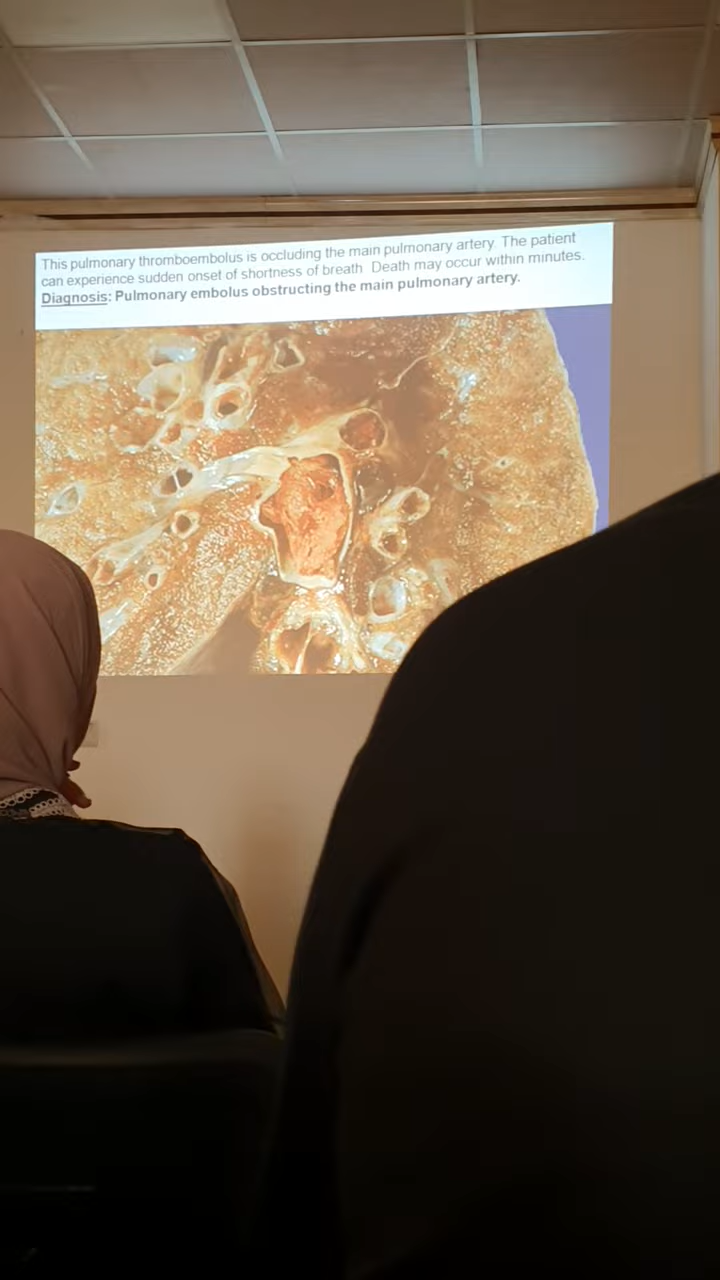 This pulmonary thromboembolus is occluding the main pulmonary artery. The patient
can experience sudden onset of shortness of breath. Death may occur within minutes.
Diagnosis: Pulmonary embolus obstructing the main pulmonary artery.